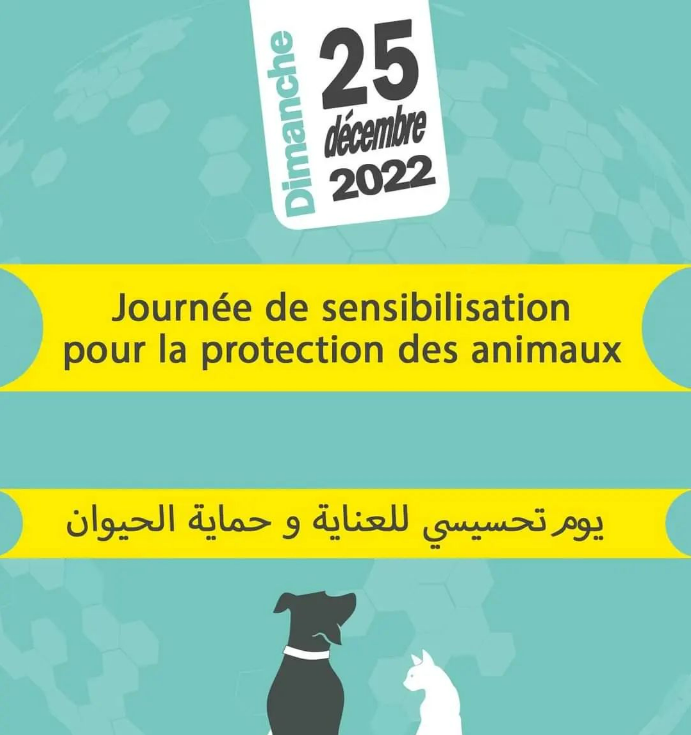 Dimanche
25
décembre
2022
Journée de sensibilisation
pour la protection des animaux
يوم تحسيسي للعناية و حماية الحيوان